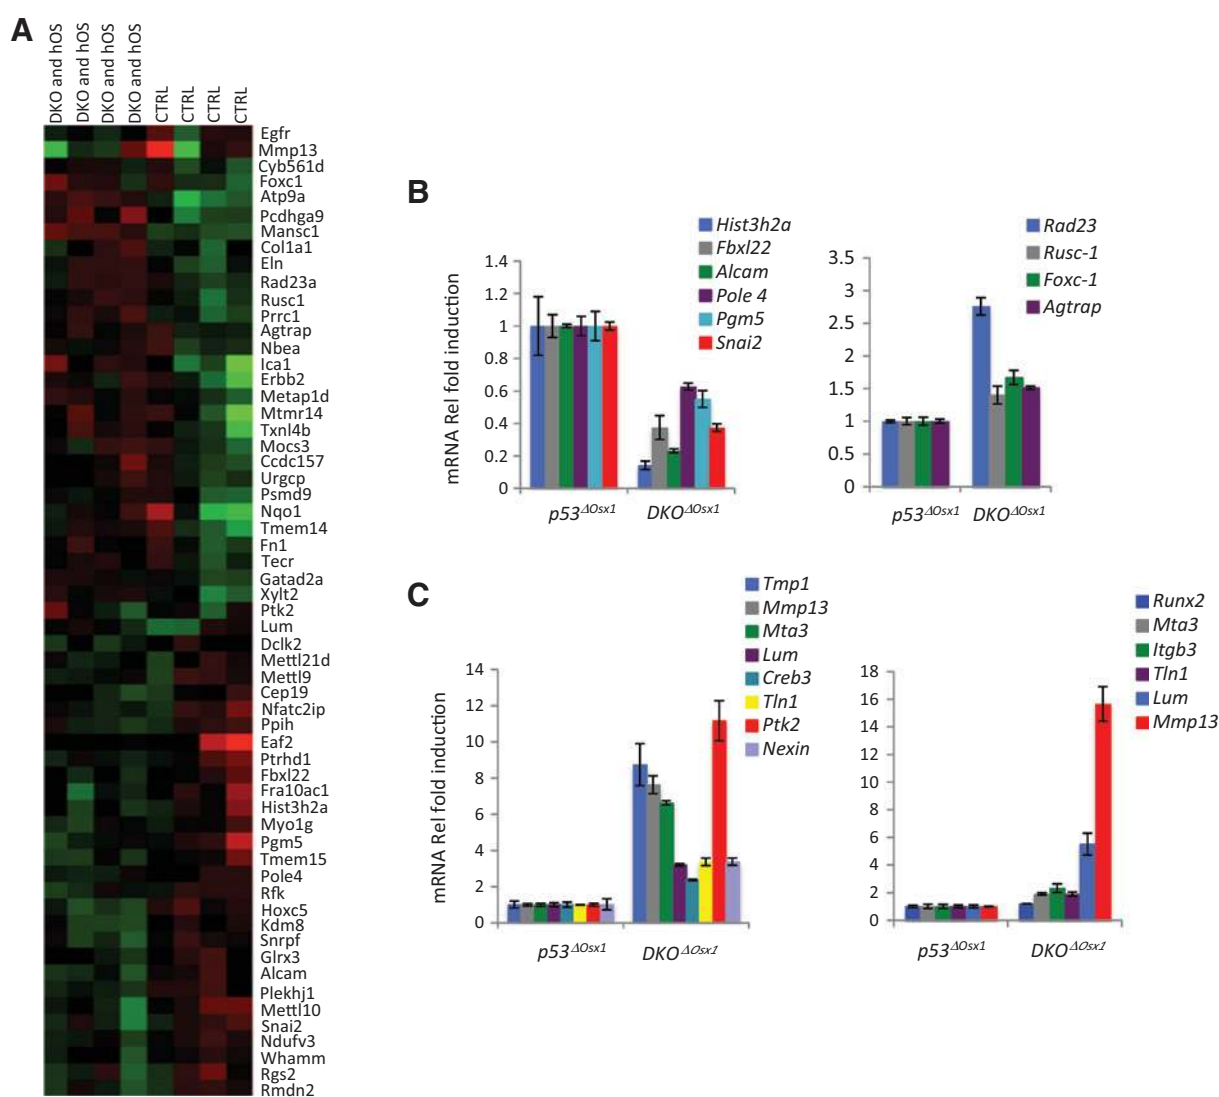 A
DKO and hOS
DKO and hOS
DKO and hOS
DKO and hOS
CTRL
CTRL
CTRL
CTRL
Egfr
Mmp13
Cyb561d
Foxc1
Atp9a
Pcdhga9
Mansc1
Col1a1
Eln
Rad23a
Rusc1
Prrc1
Agtrap
Nbea
Ica1
Erbb2
Metap1d
Mtmr14
Txnl4b
Mocs3
Ccdc157
Urgcp
Psmd9
Nqo1
Tmem14
Fn1
Tecr
Gatad2a
Xylt2
Ptk2
Lum
Dclk2
Mettl21d
Mettl9
Cep19
Nfatc2ip
Ppih
Eaf2
Ptrhd1
Fbxl22
Fra10ac1
Hist3h2a
Myo1g
Pgm5
Tmem15
Pole4
Rfk
Hoxc5
Kdm8
Snrpf
Glrx3
Alcam
Plekhj1
Mettl10
Snai2
Ndufv3
Whamm
Rgs2
Rmdn2
B
mRNA Rel fold induction
1.4
1.2
1
0.8
0.6
0.4
0.2
0
p53ΔOsx1 DKOΔOsx1
Hist3h2a
Fbxl22
Alcam
Pole 4
Pgm5
Snai2
3.5
3
2.5
2
1.5
1
0.5
0
p53ΔOsx1 DKOΔOsx1
Rad23
Rusc-1
Foxc-1
Agtrap
C
mRNA Rel fold induction
14
12
10
8
6
4
2
0
p53ΔOsx1 DKOΔOsx1
Tmp1
Mmp13
Mta3
Lum
Creb3
Tln1
Ptk2
Nexin
18
16
14
12
10
8
6
4
2
0
p53ΔOsx1 DKOΔOsx1
Runx2
Mta3
Itgb3
Tln1
Lum
Mmp13